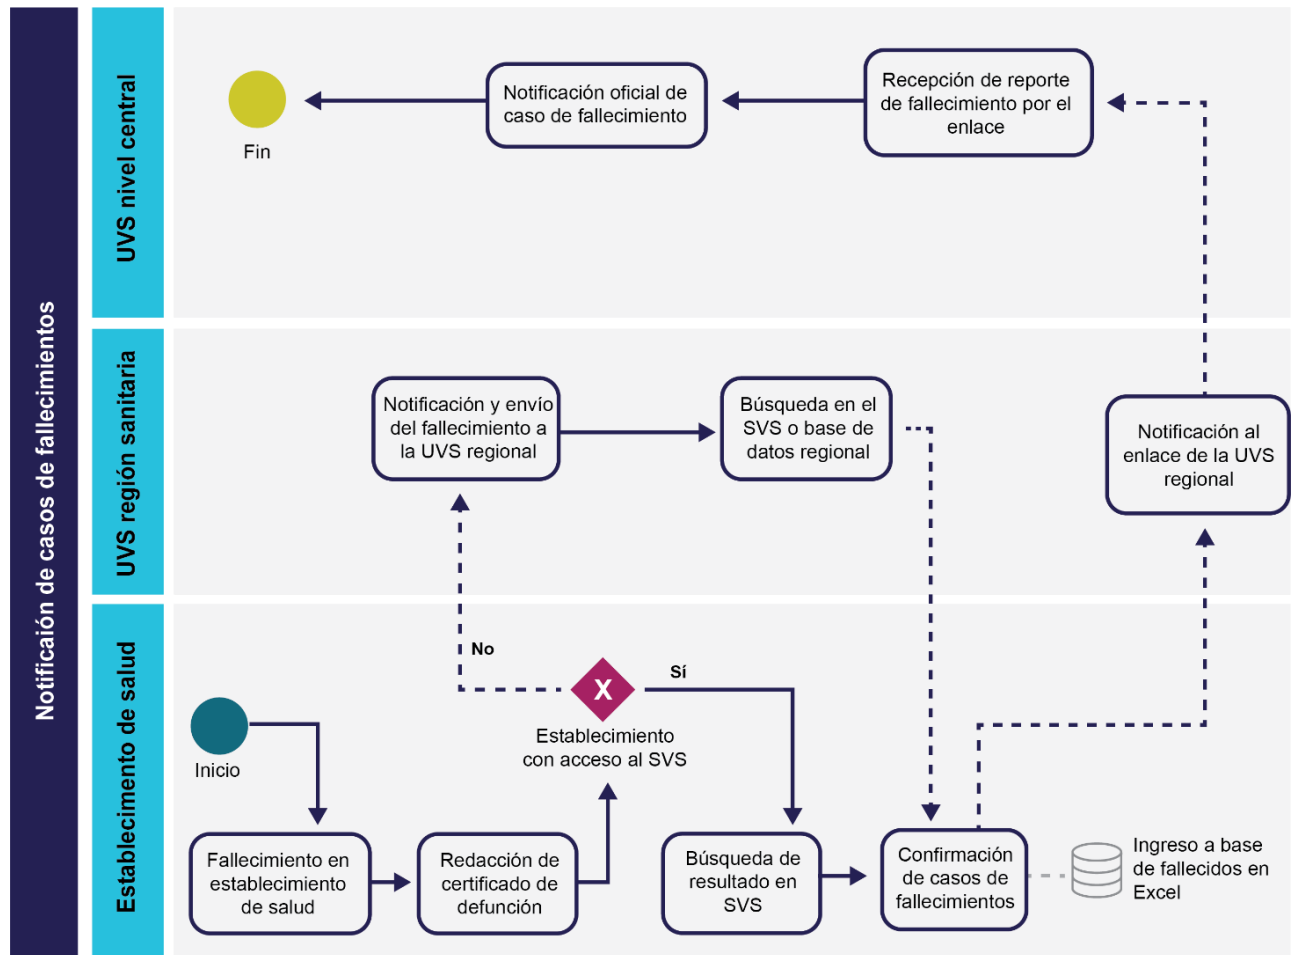 Notificaión de casos de fallecimientos
UVS nivel central
Fin
Notificación oficial de
caso de fallecimiento
Recepción de reporte
de fallecimiento por el
enlace
UVS región sanitaria
Notificación y envío
del fallecimiento a
la UVS regional
Búsqueda en el
SVS o base de
datos regional
Notificación al
enlace de la UVS
regional
Establecimento de salud
Inicio
No
X
Sí
Establecimiento
con acceso al SVS
Fallecimiento en
establecimiento
de salud
Redacción de
certificado de
defunción
Búsqueda de
resultado en
SVS
Confirmación
de casos de
fallecimientos
Ingreso a base
de fallecidos en
Excel